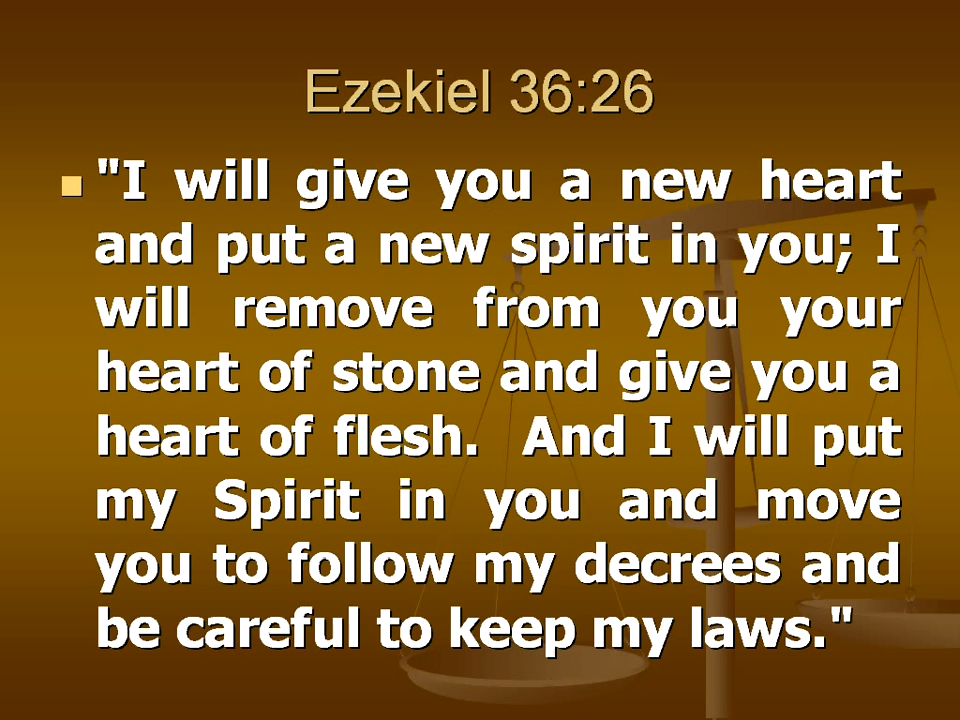 Ezekiel 36:26
"I will give you a new heart
and put a new spirit in you; I
will remove from you your
heart of stone and give you a
heart of flesh.  And I will put
my Spirit in you and move
you to follow my decrees and
be careful to keep my laws."